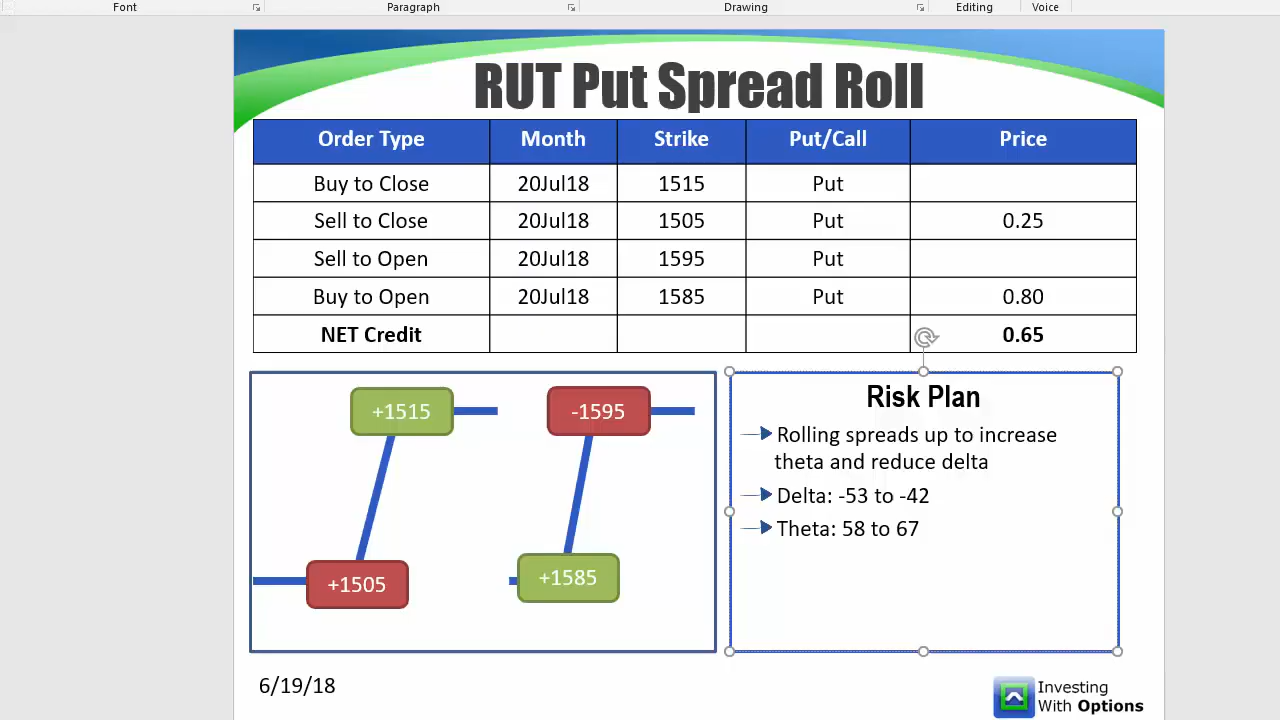 Font Paragraph Drawing Editing Voice
RUT Put Spread Roll
Order Type Month Strike Put/Call Price
Buy to Close 20Jul18 1515 Put
Sell to Close 20Jul18 1505 Put 0.25
Sell to Open 20Jul18 1595 Put
Buy to Open 20Jul18 1585 Put 0.80
NET Credit 0.65
+1515 -1595
+1505 +1585
Risk Plan
Rolling spreads up to increase
theta and reduce delta
Delta: -53 to -42
Theta: 58 to 67
6/19/18
Investing
With Options